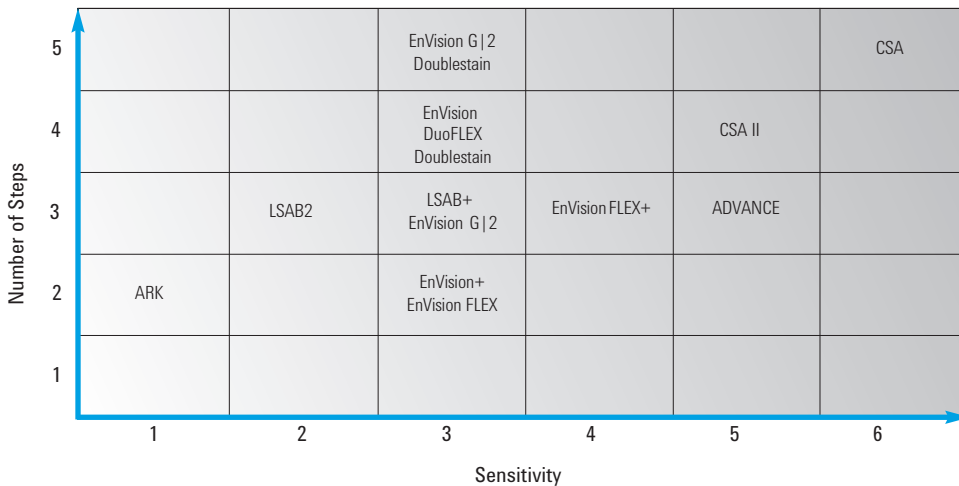 5
EnVision G|2
Doublestain
CSA
4
EnVision
DuoFLEX
Doublestain
CSA II
Number of Steps
3
LSAB2
LSAB+
EnVision G|2
EnVision FLEX+
ADVANCE
2
ARK
EnVision+
EnVision FLEX
1
1
2
3
4
5
6
Sensitivity